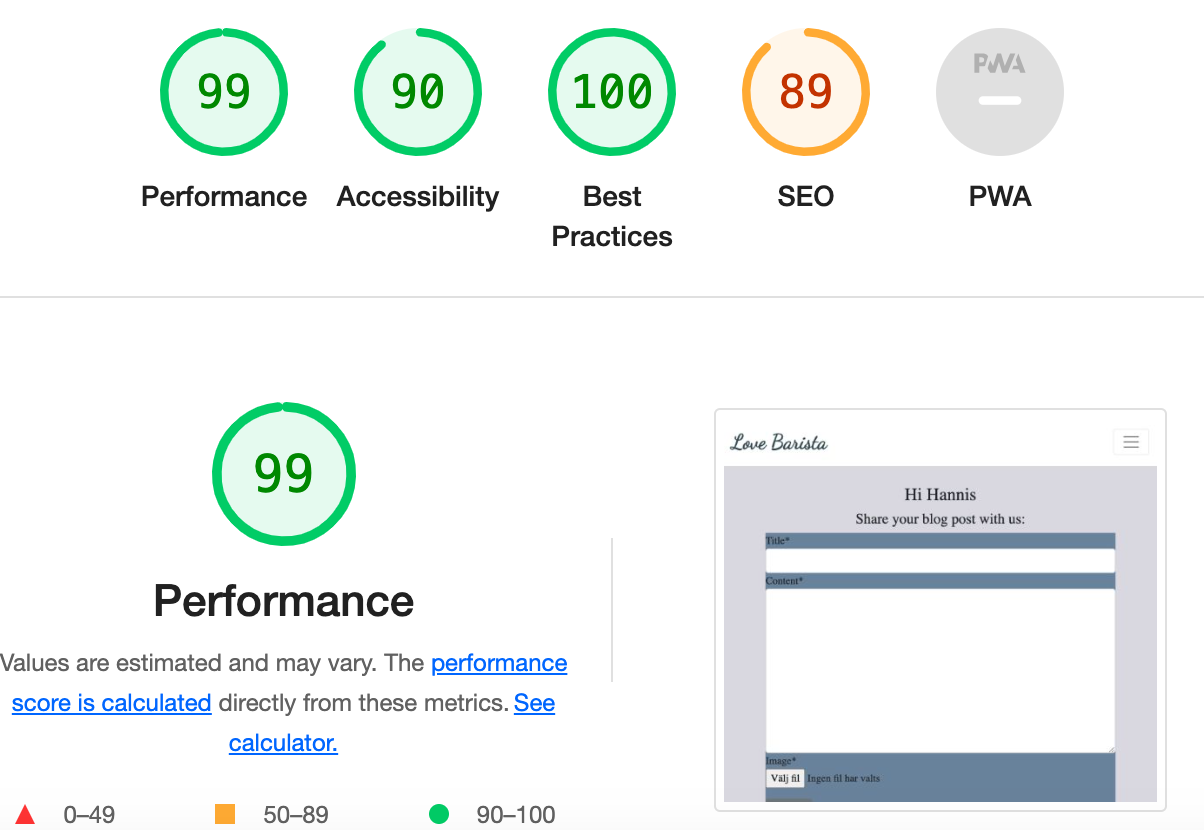 99
90
100
89
PWA
Performance
Accessibility
Best
Practices
SEO
PWA
99
Performance
Values are estimated and may vary. The performance
score is calculated directly from these metrics. See
calculator.
0–49
50–89
90–100
Love Barista
Hi Hannis
Share your blog post with us:
Title*
Content*
Image*
Välj fil Ingen fil har valts